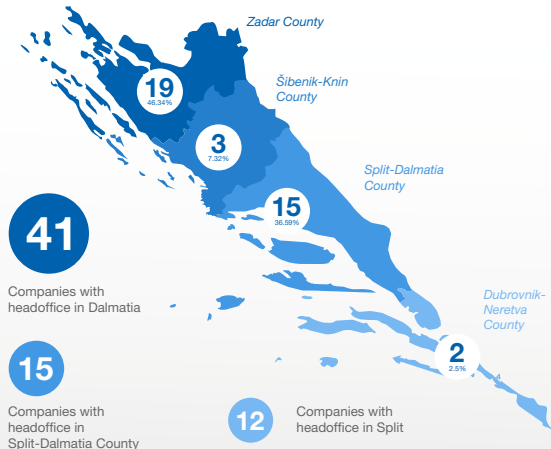 Zadar County
19
46.34%
Šibenik-Knin
County
3
7.32%
Split-Dalmatia
County
15
36.59%
41
Companies with
headoffice in Dalmatia
Dubrovnik-
Neretva
County
2
2.5%
15
Companies with
headoffice in
Split-Dalmatia County
12
Companies with
headoffice in Split